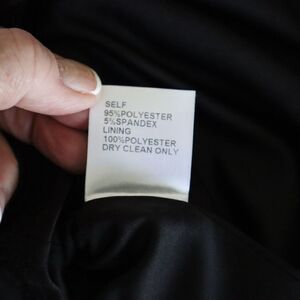 SELF
95%POLYESTER
5%SPANDEX
LINING
100%POLYESTER
DRY CLEAN ONLY